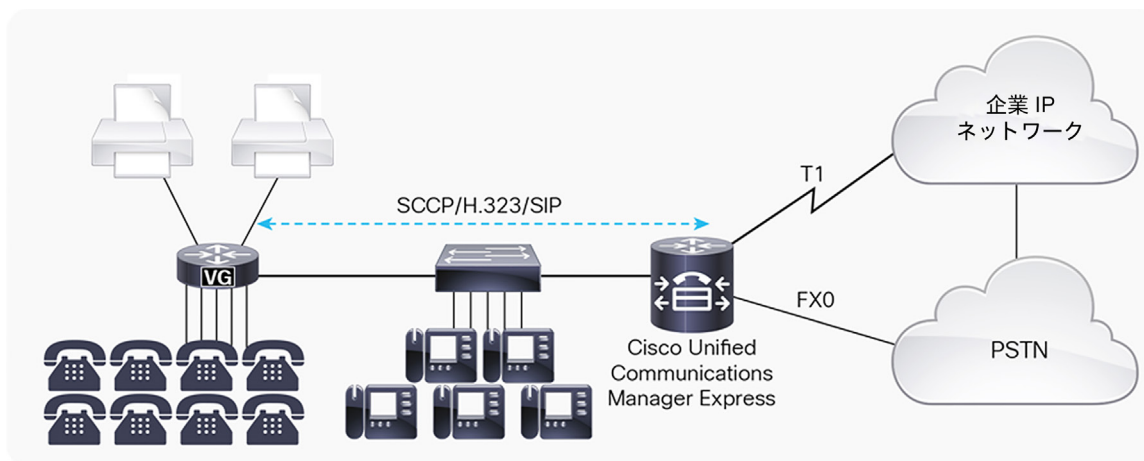 企業 IP
ネットワーク
T1
SCCP/H.323/SIP
VG
FX0
Cisco Unified
Communications
Manager Express
PSTN